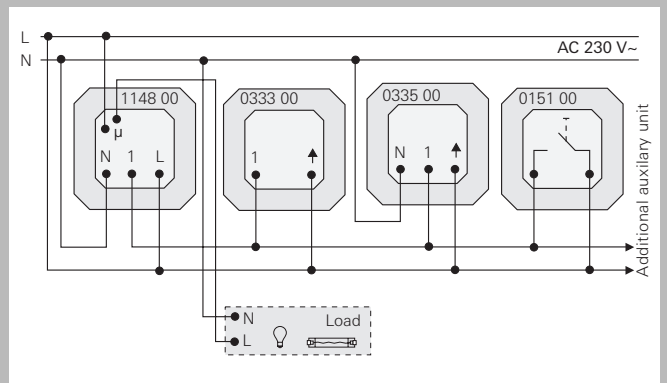 L
N
AC 230 V~
1148 00
0333 00
0335 00
0151 00
µ
N 1 L
1
N 1
Additional auxilary unit
N
Load
L